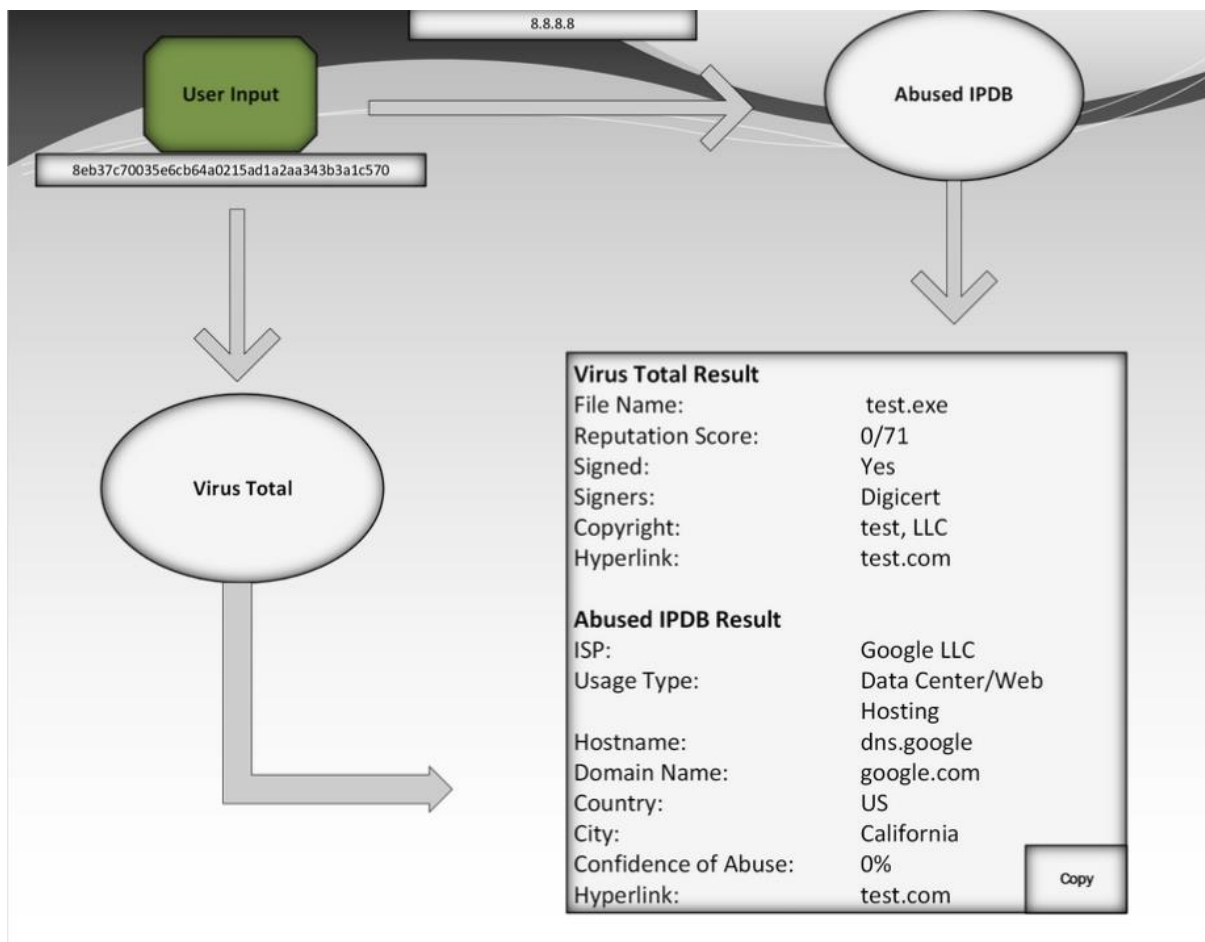 8.8.8.8
User Input
Abused IPDB
8eb37c70035e6cb64a0215ad1a2aa343b3a1c570
Virus Total
Virus Total Result
File Name: test.exe
Reputation Score: 0/71
Signed: Yes
Signers: Digicert
Copyright: test, LLC
Hyperlink: test.com
Abused IPDB Result
ISP: Google LLC
Usage Type: Data Center/Web
Hosting
Hostname: dns.google
Domain Name: google.com
Country: US
City: California
Confidence of Abuse: 0%
Hyperlink: test.com
Copy